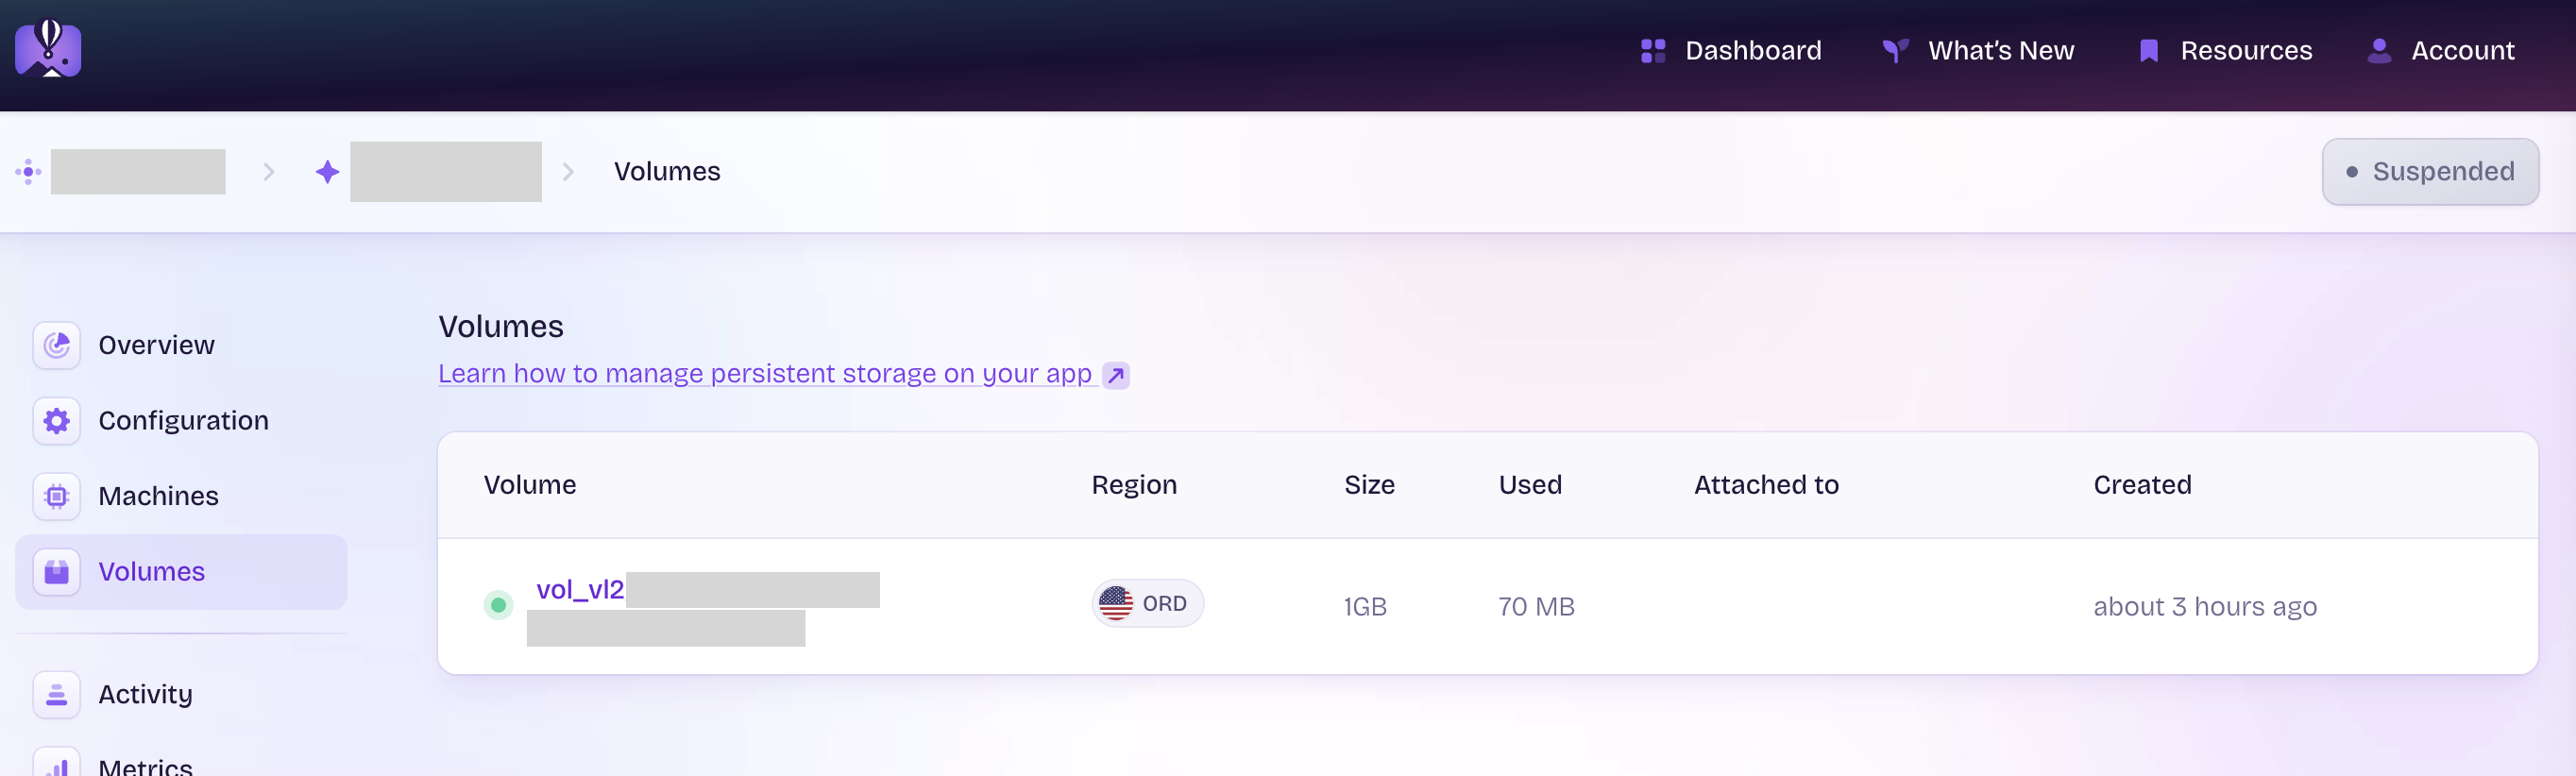 Dashboard What's New Resources Account
Volumes Suspended
Overview
Configuration
Machines
Volumes
Activity
Metrics
Volumes
Learn how to manage persistent storage on your app
Volume Region Size Used Attached to Created
vol_vl2 ORD 1GB 70 MB about 3 hours ago